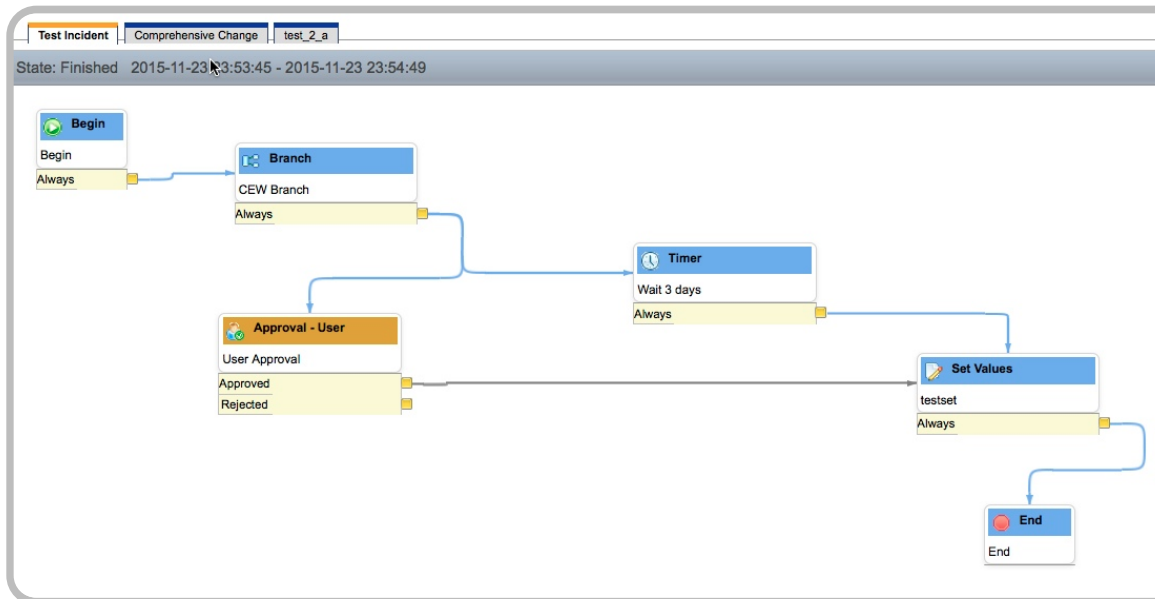 Test Incident
Comprehensive Change
test_2_a
State: Finished 2015-11-23 23:53:45 - 2015-11-23 23:54:49
Begin
Begin
Always
Branch
CEW Branch
Always
Timer
Wait 3 days
Always
Approval - User
User Approval
Approved
Rejected
Set Values
testset
Always
End
End